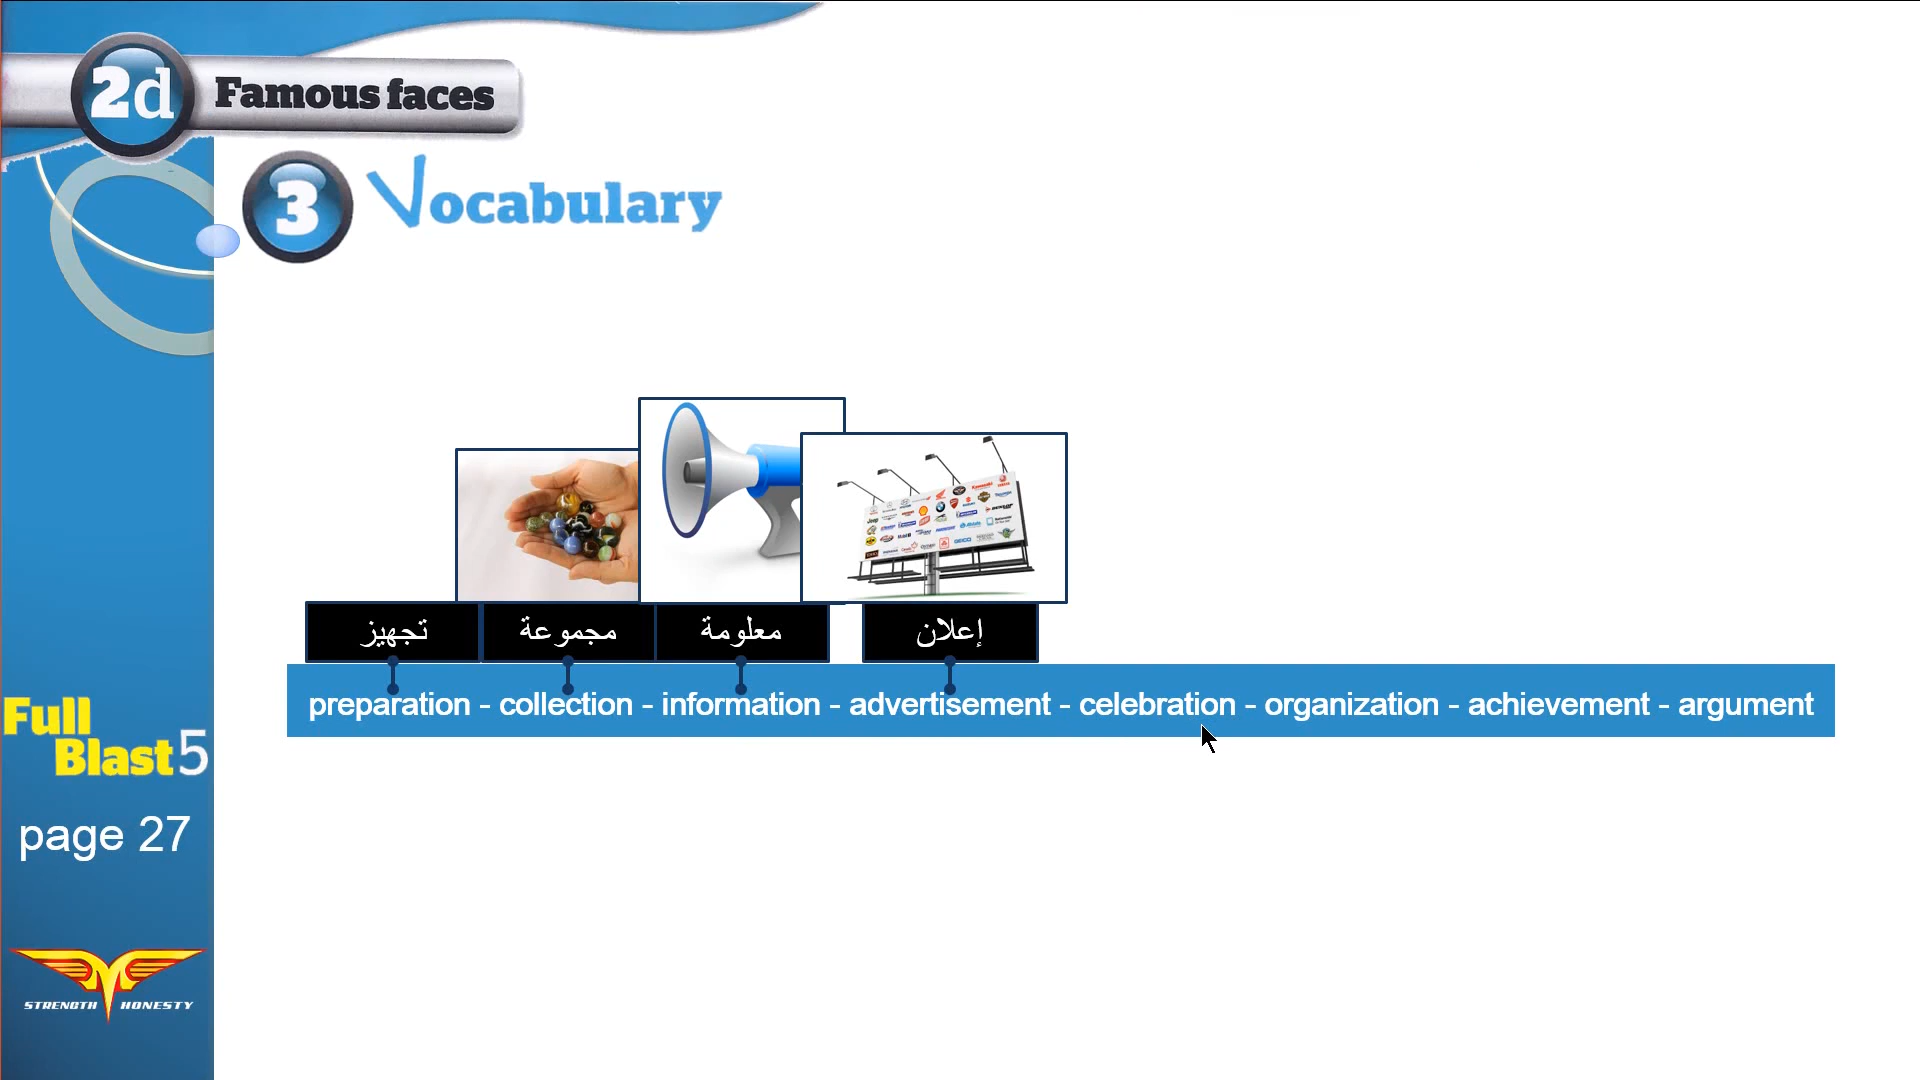 2d Famous faces
3 Vocabulary
تجهيز
مجموعة
معلومة
إعلان
preparation - collection - information - advertisement - celebration - organization - achievement - argument
Full
Blast 5
page 27
STRENGTH HONESTY